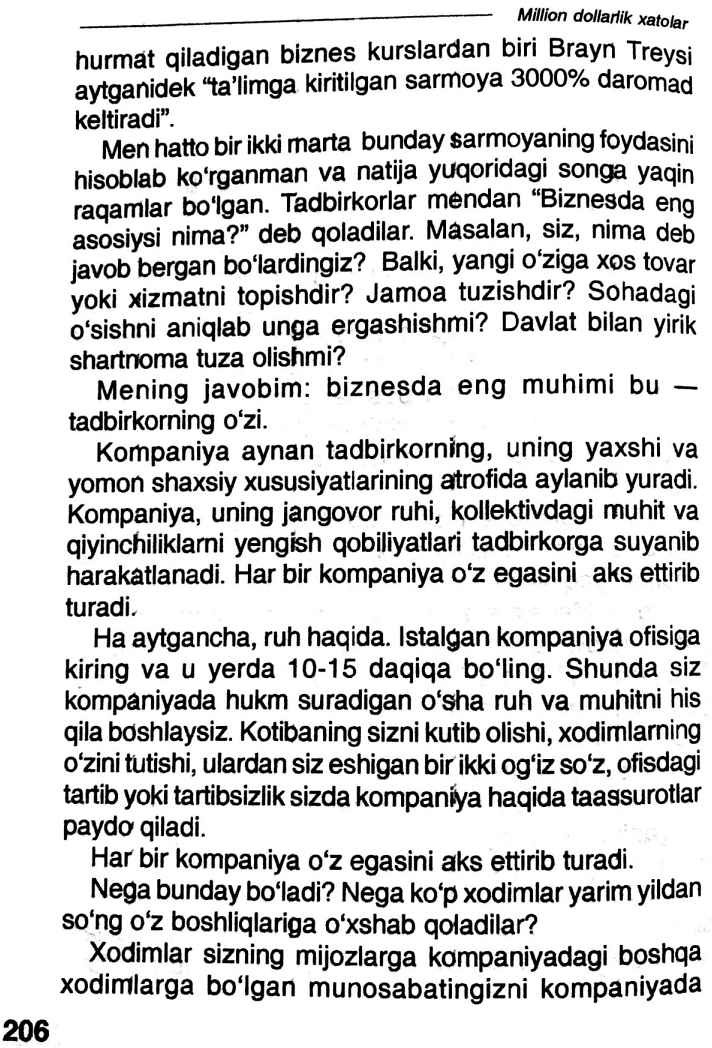 Million dollarlik xatolar
hurmat qiladigan biznes kurslardan biri Brayn Treysi
aytganidek “ta’limga kiritilgan sarmoya 3000% daromad
keltiradi”.
Men hatto bir ikki marta bunday sarmoyaning foydasini
hisoblab ko‘rganman va natija yuqoridagi songa yaqin
raqamlar bo‘lgan. Tadbirkorlar mendan “Biznesda eng
asosiysi nima?” deb qoladilar. Masalan, siz, nima deb
javob bergan bo‘lardingiz? Balki, yangi o‘ziga xos tovar
yoki xizmatni topishdir? Jamoa tuzishdir? Sohadagi
o‘sishni aniqlab unga ergashishmi? Davlat bilan yirik
shartnoma tuza olishmi?
Mening javobim: biznesda eng muhimi bu —
tadbirkorning o‘zi.
Kompaniya aynan tadbirkorning, uning yaxshi va
yomon shaxsiy xususiyatlarining atrofida aylanib yuradi.
Kompaniya, uning jangovor ruhi, kollektivdagi muhit va
qiyinchiliklarni yengish qobiliyatlari tadbirkorga suyanib
harakatlanadi. Har bir kompaniya o‘z egasini aks ettirib
turadi.
Ha aytgancha, ruh haqida. Istalgan kompaniya ofisiga
kiring va u yerda 10-15 daqiqa bo‘ling. Shunda siz
kompaniyada hukm suradigan o‘sha ruh va muhitni his
qila boshlaysiz. Kotibaning sizni kutib olishi, xodimlarning
o‘zini tutishi, ulardan siz eshigan bir ikki og‘iz so‘z, ofisdagi
tartib yoki tartibsizlik sizda kompaniya haqida taassurotlar
paydo qiladi.
Har bir kompaniya o‘z egasini aks ettirib turadi.
Nega bunday bo‘ladi? Nega ko‘p xodimlar yarim yildan
so‘ng o‘z boshliqlariga o‘xshab qoladilar?
Xodimlar sizning mijozlarga kompaniyadagi boshqa
xodimlarga bo‘lgan munosabatingizni kompaniyada
206